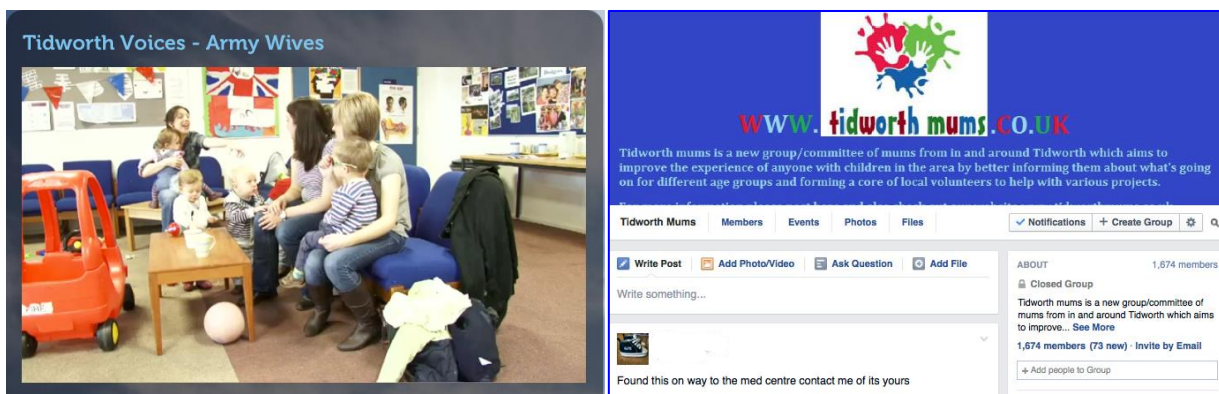 Tidworth Voices - Army Wives
FIRE
www.tidworth mums.co.uk
Tidworth mums is a new group/committee of mums from in and around Tidworth which aims to
improve the experience of anyone with children in the area by better informing them about what's going
on for different age groups and forming a core of local volunteers to help with various projects.
Tidworth Mums Members Events Photos Files Notifications + Create Group
Write Post Add Photo/Video Ask Question Add File
Write something...
Found this on way to the med centre contact me of its yours
ABOUT 1,674 members
Closed Group
Tidworth mums is a new group/committee of
mums from in and around Tidworth which aims
to improve... See More
1,674 members (73 new) · Invite by Email
+ Add people to Group